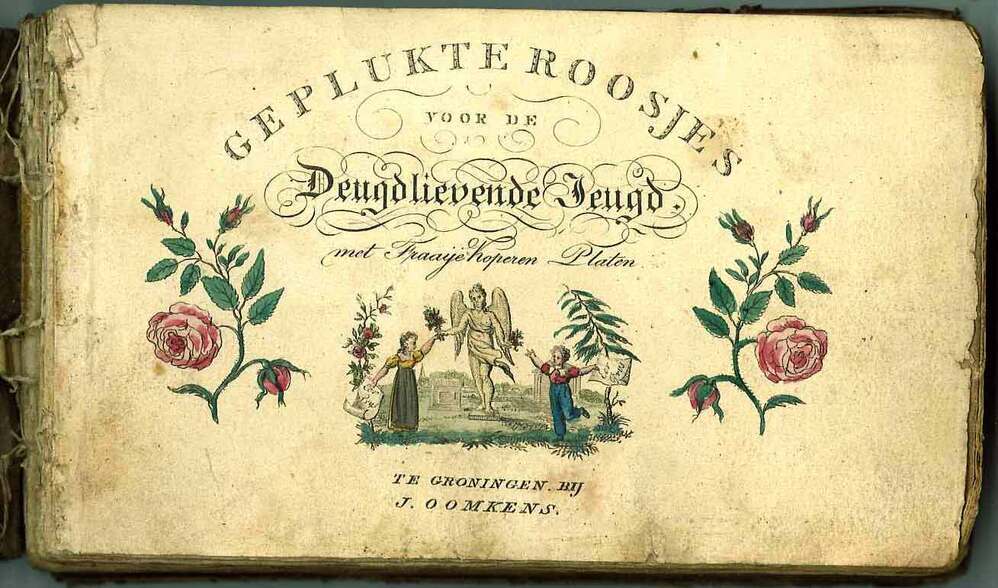 GEPLUKTE ROOSJES
VOOR DE
Deugdlievende Jeugd,
met Fraaije Koperen Platen
TE GRONINGEN. BIJ
J. OOMKENS.